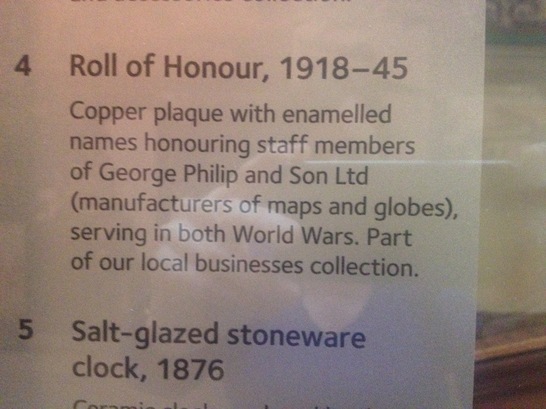 4 Roll of Honour, 1918–45
Copper plaque with enamelled
names honouring staff members
of George Philip and Son Ltd
(manufacturers of maps and globes),
serving in both World Wars. Part
of our local businesses collection.
5 Salt-glazed stoneware
clock, 1876